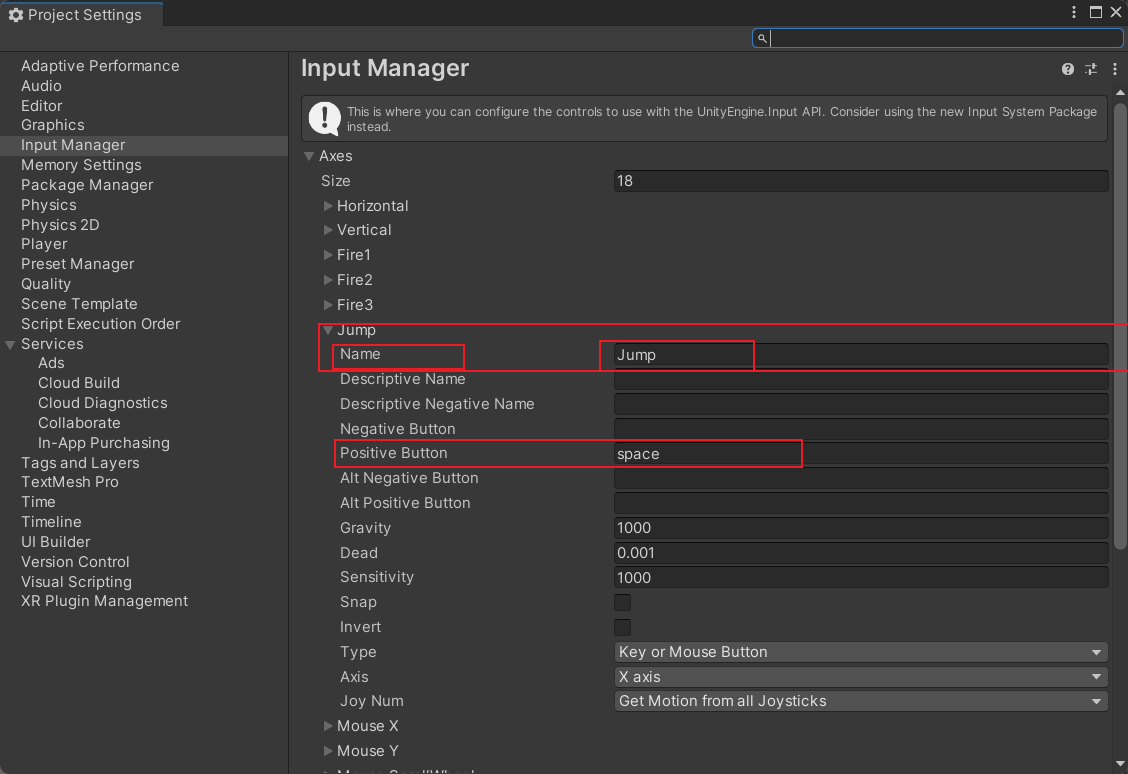 Project Settings
Adaptive Performance
Audio
Editor
Graphics
Input Manager
Memory Settings
Package Manager
Physics
Physics 2D
Player
Preset Manager
Quality
Scene Template
Script Execution Order
Services
Ads
Cloud Build
Cloud Diagnostics
Collaborate
In-App Purchasing
Tags and Layers
TextMesh Pro
Time
Timeline
UI Builder
Version Control
Visual Scripting
XR Plugin Management
Input Manager
This is where you can configure the controls to use with the UnityEngine.Input API. Consider using the new Input System Package
instead.
Axes
Size 18
Horizontal
Vertical
Fire1
Fire2
Fire3
Jump
Name Jump
Descriptive Name
Descriptive Negative Name
Negative Button
Positive Button space
Alt Negative Button
Alt Positive Button
Gravity 1000
Dead 0.001
Sensitivity 1000
Snap
Invert
Type Key or Mouse Button
Axis X axis
Joy Num Get Motion from all Joysticks
Mouse X
Mouse Y
Mouse ScrollWheel